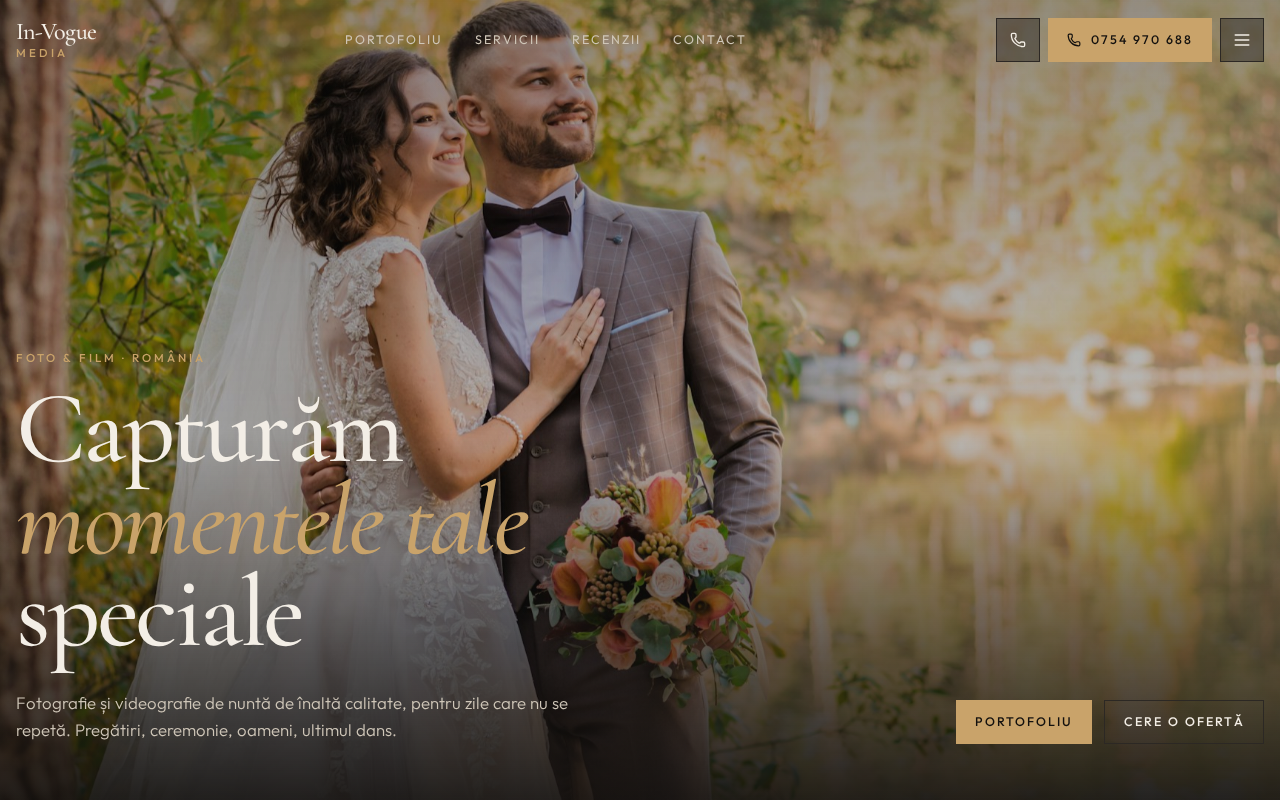 In-Vogue
MEDIA
PORTOFOLIU
SERVICII
RECENZII
CONTACT
0754 970 688
FOTO & FILM · ROMÂNIA
Capturăm
momentele tale
speciale
Fotografie și videografie de nuntă de înaltă calitate, pentru zile care nu se
repetă. Pregătiri, ceremonie, oameni, ultimul dans.
PORTOFOLIU
CERE O OFERTĂ